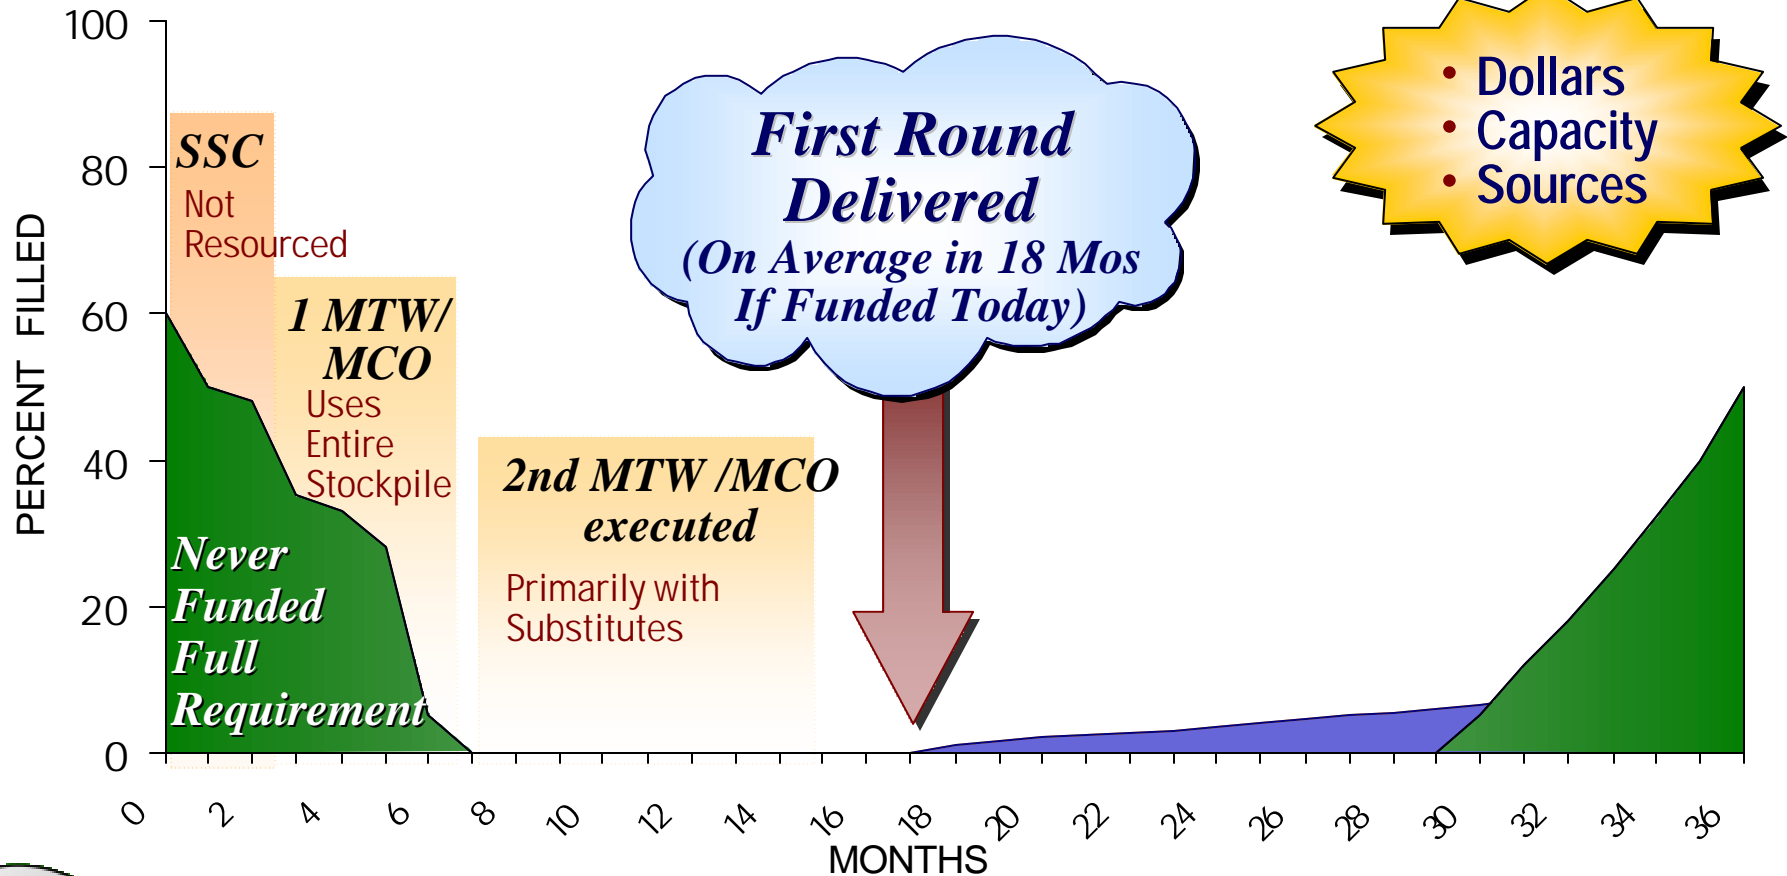 100
80
60
40
20
0
PERCENT FILLED
SSC
Not
Resourced
1 MTW/
MCO
Uses
Entire
Stockpile
2nd MTW /MCO
executed
Primarily with
Substitutes
Never
Funded
Full
Requirement
First Round
Delivered
(On Average in 18 Mos
If Funded Today)
• Dollars
• Capacity
• Sources
0 2 4 6 8 10 12 14 16 18 20 22 24 26 28 30 32 34 36
MONTHS